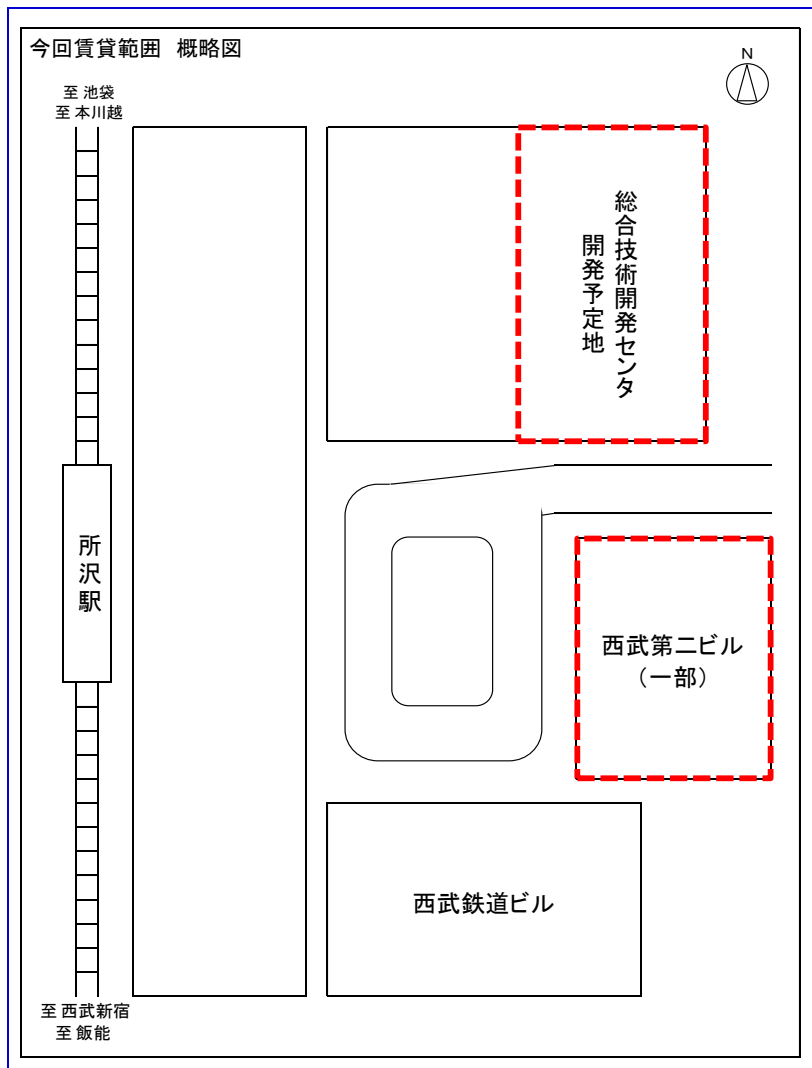 今回賃貸範囲 概略図
N
至 池袋
至 本川越
総合技術開発センタ
開発予定地
所沢駅
西武第二ビル
（一部）
西武鉄道ビル
至 西武新宿
至 飯能